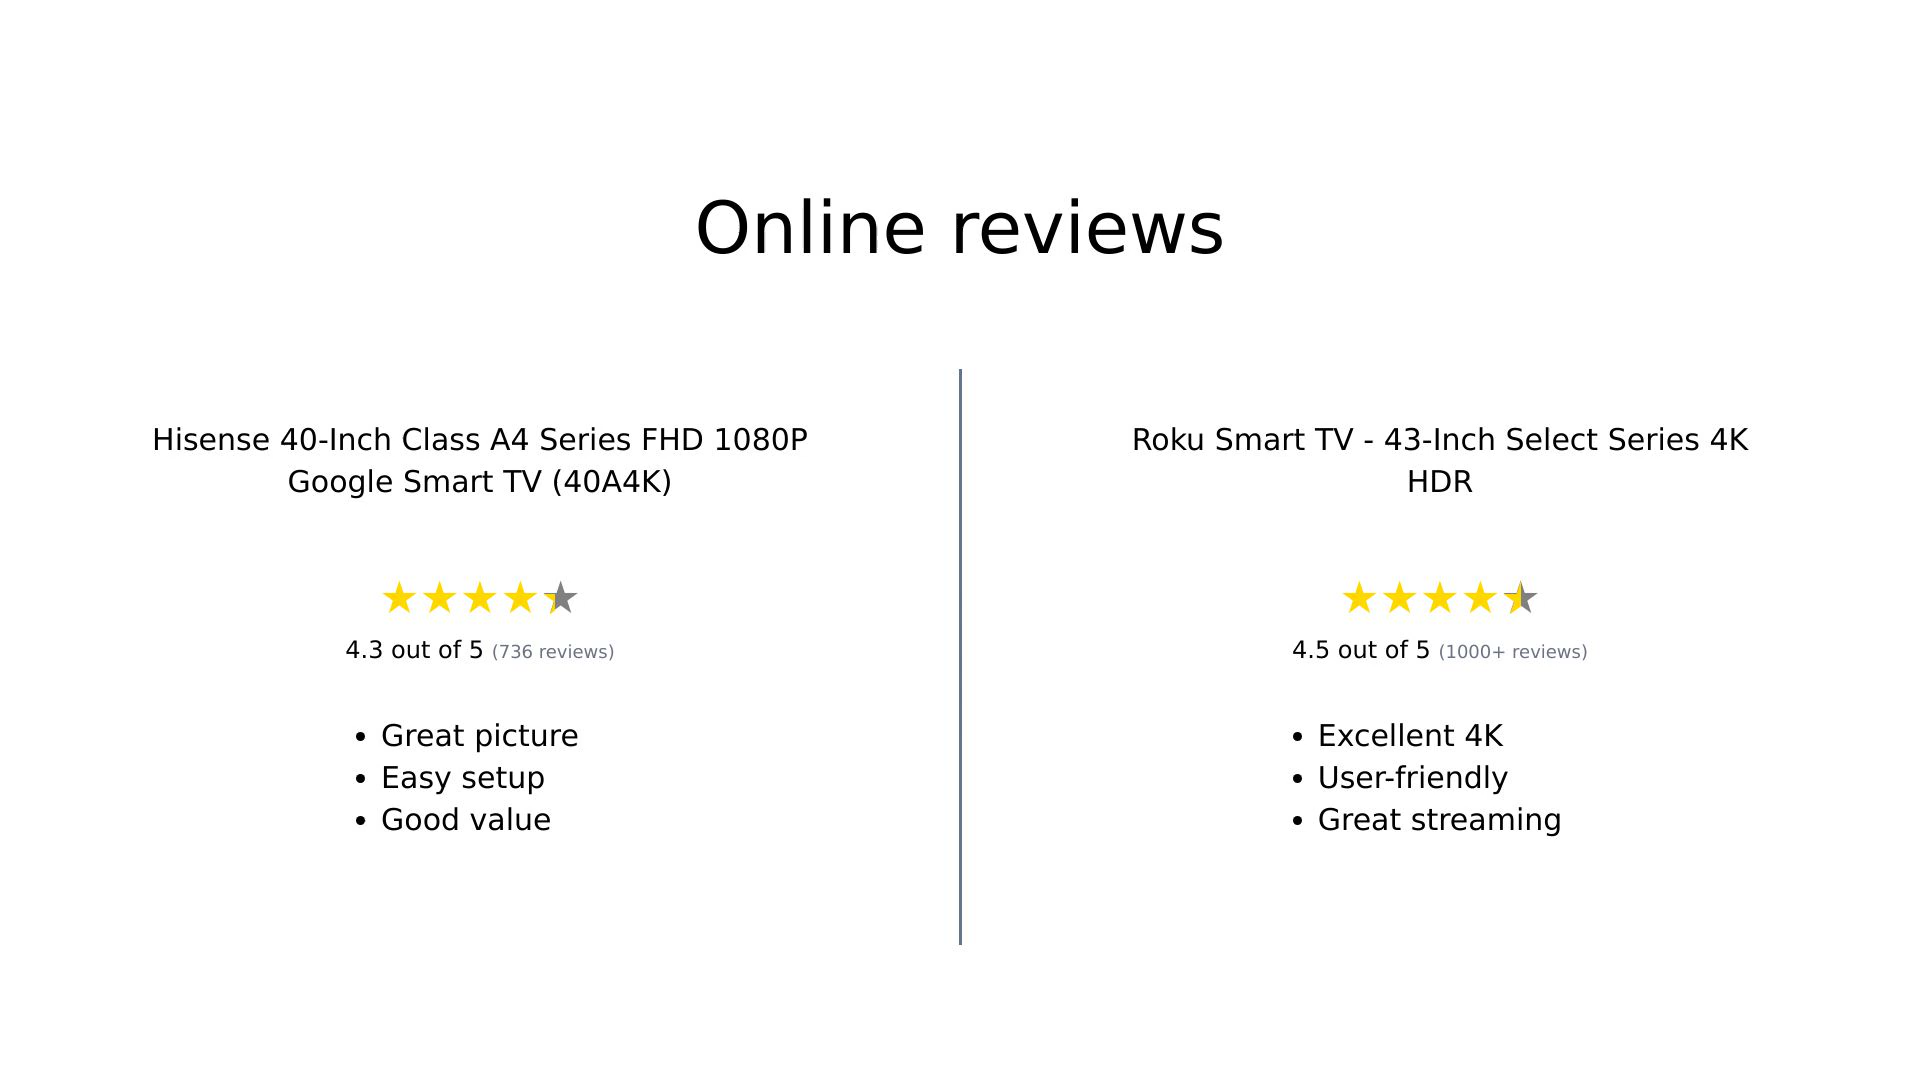 Online reviews
Hisense 40-Inch Class A4 Series FHD 1080P
Google Smart TV (40A4K)
4.3 out of 5 (736 reviews)
• Great picture
• Easy setup
• Good value
Roku Smart TV - 43-Inch Select Series 4K
HDR
4.5 out of 5 (1000+ reviews)
• Excellent 4K
• User-friendly
• Great streaming